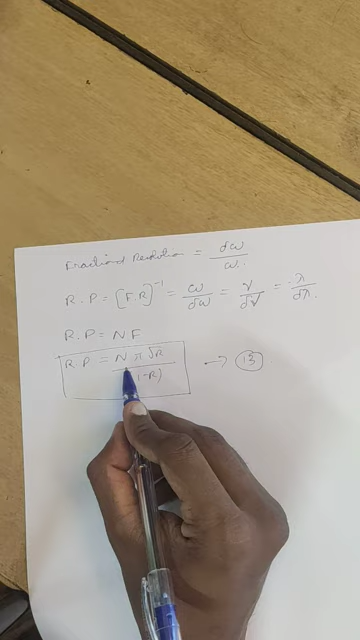 Fractional Resolution = dω/ω.
R.P = [F.R]⁻¹ = ω/dω = ν/dν = -λ/dλ.
R.P = NF
R.P = Nπ√R/(1-R) → 13